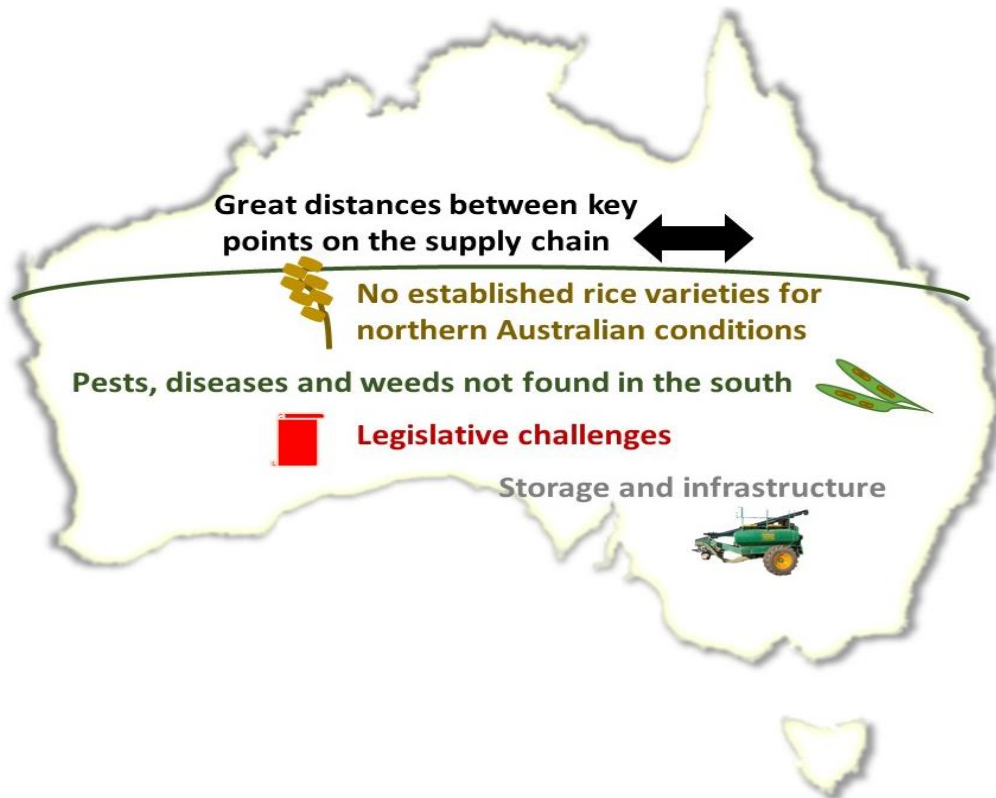 Great distances between key
points on the supply chain
No established rice varieties for
northern Australian conditions
Pests, diseases and weeds not found in the south
Legislative challenges
Storage and infrastructure